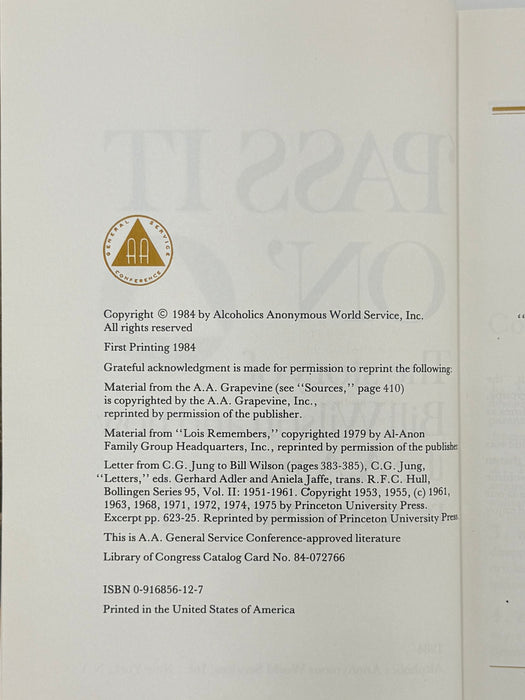 GENERAL SERVICE
AA
CONFERENCE
Copyright © 1984 by Alcoholics Anonymous World Service, Inc.
All rights reserved
First Printing 1984
Grateful acknowledgment is made for permission to reprint the following:
Material from the A.A. Grapevine (see "Sources," page 410)
is copyrighted by the A.A. Grapevine, Inc.,
reprinted by permission of the publisher.
Material from "Lois Remembers," copyrighted 1979 by Al-Anon
Family Group Headquarters, Inc., reprinted by permission of the publisher
Letter from C.G. Jung to Bill Wilson (pages 383-385), C.G. Jung,
"Letters," eds. Gerhard Adler and Aniela Jaffe, trans. R.F.C. Hull,
Bollingen Series 95, Vol. II: 1951-1961. Copyright 1953, 1955, (c) 1961,
1963, 1968, 1971, 1972, 1974, 1975 by Princeton University Press.
Excerpt pp. 623-25. Reprinted by permission of Princeton University Press.
This is A.A. General Service Conference-approved literature
Library of Congress Catalog Card No. 84-072766
ISBN 0-916856-12-7
Printed in the United States of America